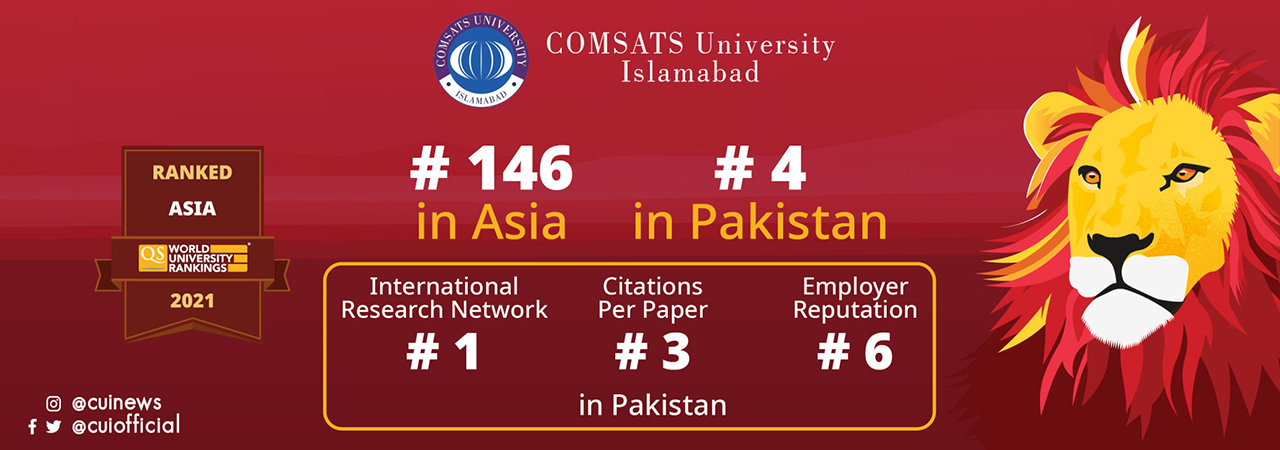 COMSATS UNIVERSITY
ISLAMABAD
COMSATS University
Islamabad
RANKED
ASIA
QS WORLD
UNIVERSITY
RANKINGS
2021
# 146
in Asia
# 4
in Pakistan
International
Research Network
# 1
Citations
Per Paper
# 3
Employer
Reputation
# 6
in Pakistan
@cuinews
@cuiofficial